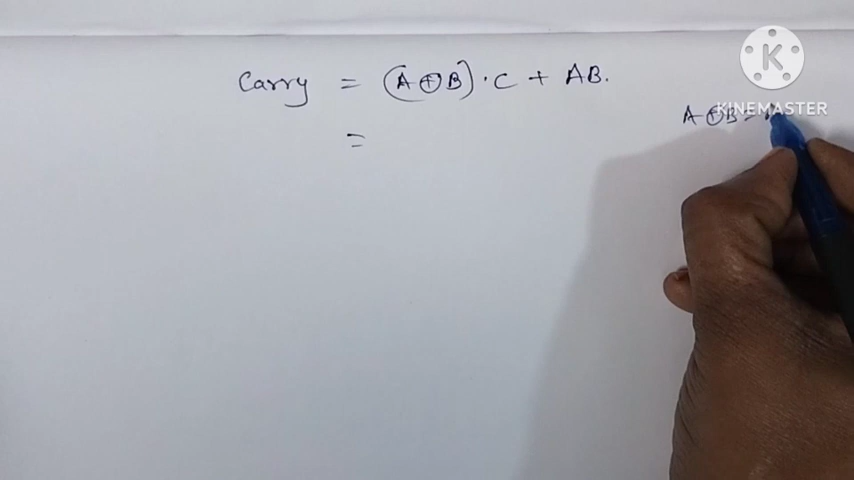 Carry = (A ⊕ B) · C + AB.
KINEMASTER
A ⊕ B =
=